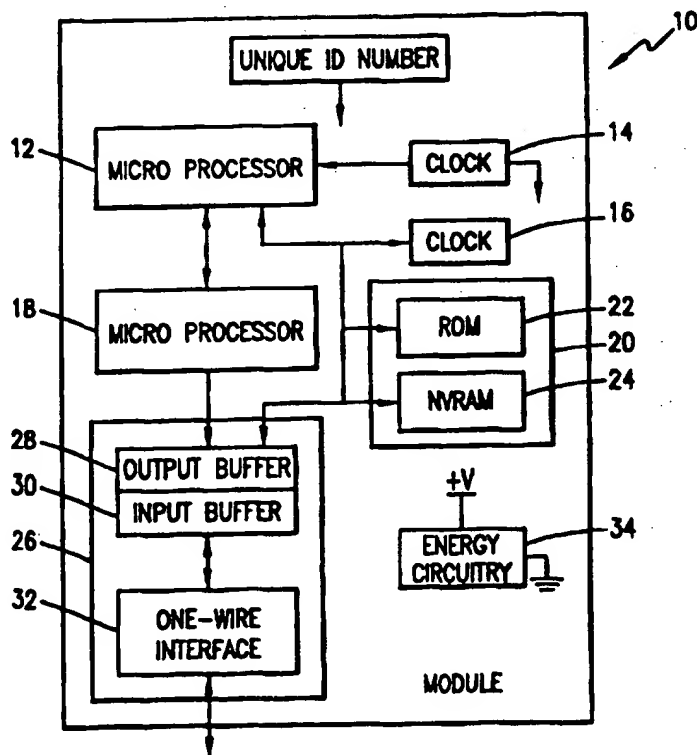 10
UNIQUE ID NUMBER
12
MICRO PROCESSOR
CLOCK
14
CLOCK
16
18
MICRO PROCESSOR
ROM
22
20
NVRAM
24
28
OUTPUT BUFFER
30
INPUT BUFFER
26
+V
ENERGY
CIRCUITRY
34
32
ONE-WIRE
INTERFACE
MODULE